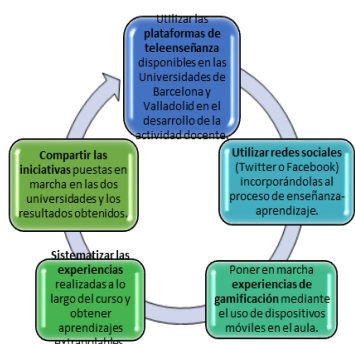 Utilizar las
plataformas de
teleenseñanza
disponibles en las
Universidades de
Barcelona y
Valladolid en el
desarrollo de la
actividad docente.
Utilizar redes sociales
(Twitter o Facebook)
incorporándolas al
proceso de enseñanza-
aprendizaje.
Poner en marcha
experiencias de
gamificación mediante
el uso de dispositivos
móviles en el aula.
Sistematizar las
experiencias
realizadas a lo
largo del curso y
obtener
aprendizajes
extrapolables
Compartir las
iniciativas puestas en
marcha en las dos
universidades y los
resultados obtenidos.